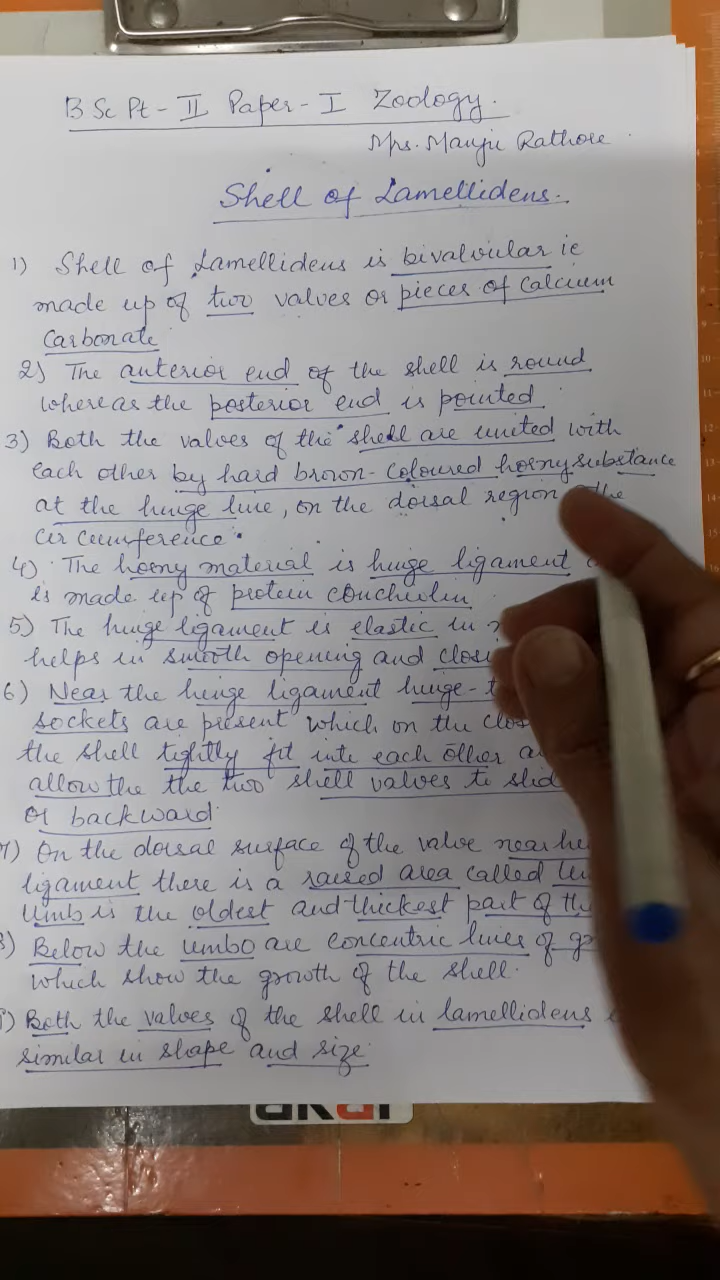 B Sc Pt - II Paper - I Zoology.
Mrs. Manju Rathore
Shell of Lamellidens.
1) Shell of Lamellidens is bivalvular ie
made up of two valves or pieces of Calcium
Carbonate
2) The anterior end of the shell is round
whereas the posterior end is pointed
3) Both the valves of the shell are united with
each other by hard brown-coloured horny substance
at the hinge line, on the dorsal region the
circumference.
4) The horny material is hinge ligament
is made up of protein conchiolin
5) The hinge ligament is elastic in
helps in smooth opening and
6) Near the hinge ligament hinge-
sockets are present which on the
the shell tightly fit into each other
allow the the two shell valves to
or backward
7) On the dorsal surface of the valve near
ligament there is a raised area called
Umb is the oldest and thickest part of
8) Below the umbo are concentric lines of
which show the growth of the shell.
9) Both the valves of the shell in lamellidens
similar in shape and size.